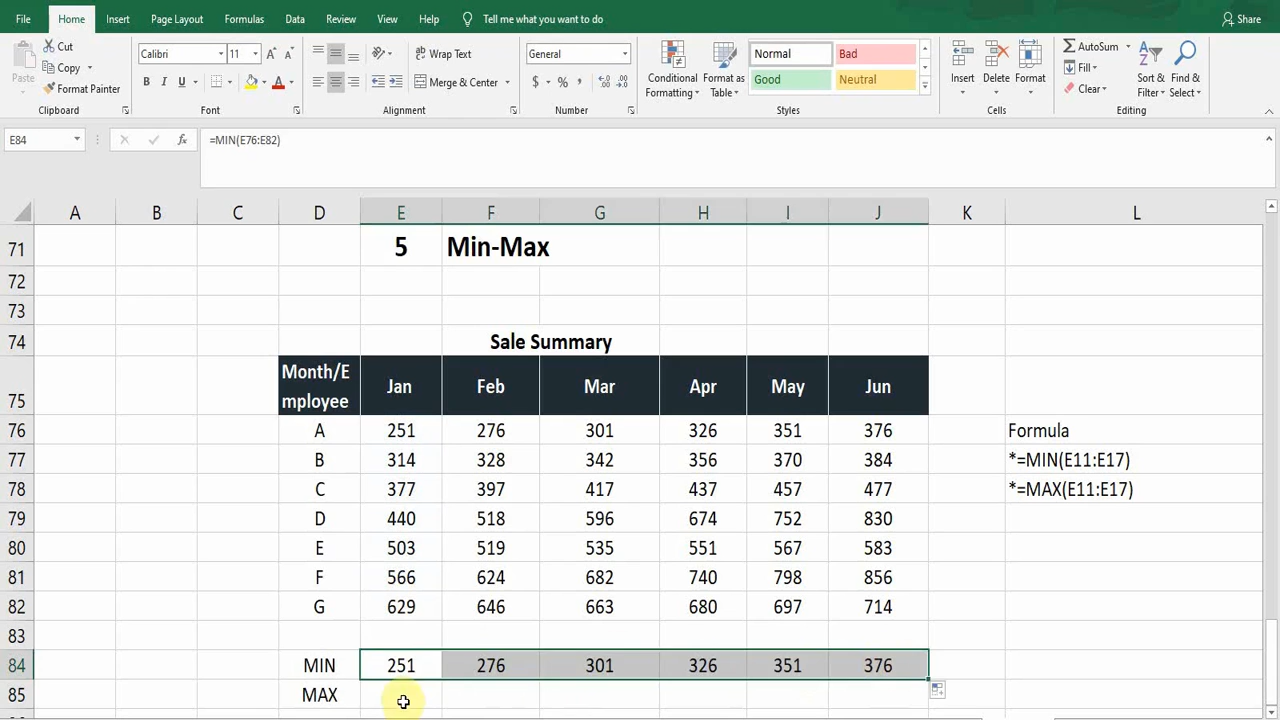 File Home Insert Page Layout Formulas Data Review View Help Tell me what you want to do Share
Cut
Copy
Format Painter
Paste
Clipboard
Calibri 11 A A
B I U A
Font
Wrap Text
Merge & Center
Alignment
General
$ % , .00 .0
Number
Conditional Formatting
Format as Table
Normal Bad
Good Neutral
Styles
Insert Delete Format
Cells
AutoSum
Fill
Clear
Sort & Filter
Find & Select
Editing
E84 fx =MIN(E76:E82)
A B C D E F G H I J K L
71 5 Min-Max
72
73
74 Sale Summary
75 Month/Employee Jan Feb Mar Apr May Jun
76 A 251 276 301 326 351 376 Formula
77 B 314 328 342 356 370 384 *=MIN(E11:E17)
78 C 377 397 417 437 457 477 *=MAX(E11:E17)
79 D 440 518 596 674 752 830
80 E 503 519 535 551 567 583
81 F 566 624 682 740 798 856
82 G 629 646 663 680 697 714
83
84 MIN 251 276 301 326 351 376
85 MAX